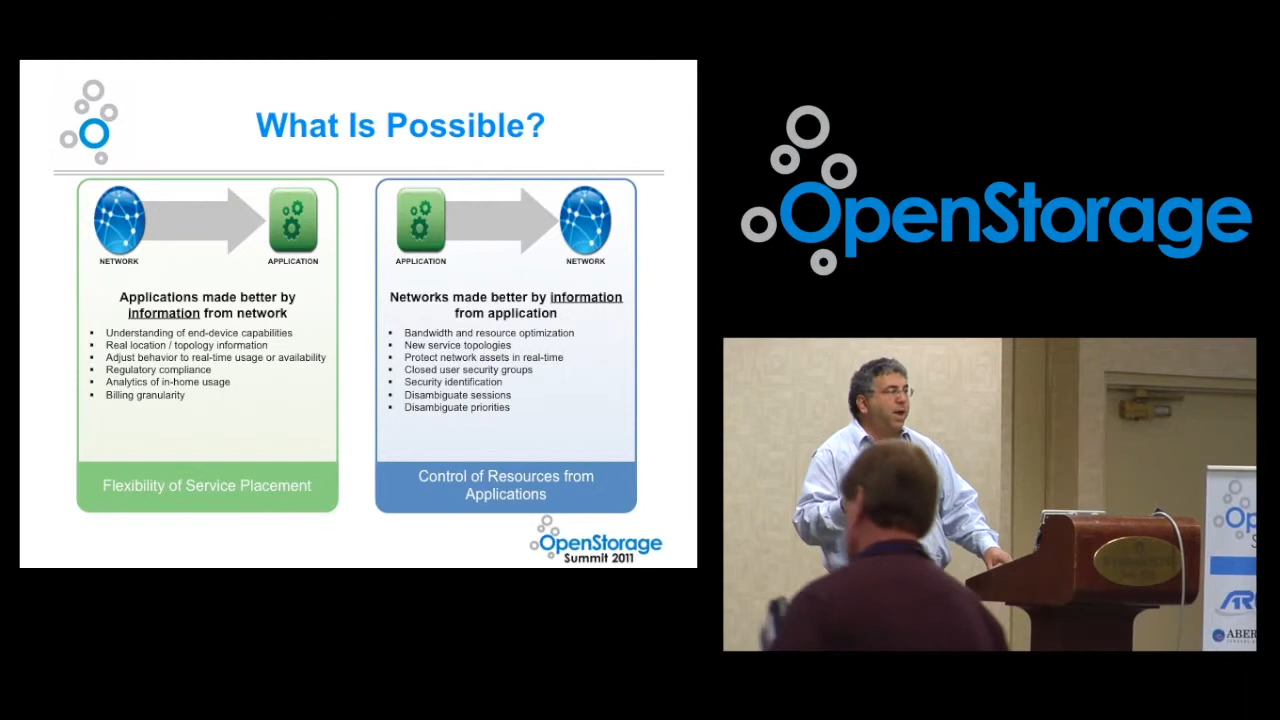 What Is Possible?
NETWORK
APPLICATION
Applications made better by
information from network
▪ Understanding of end-device capabilities
▪ Real location / topology information
▪ Adjust behavior to real-time usage or availability
▪ Regulatory compliance
▪ Analytics of in-home usage
▪ Billing granularity
Flexibility of Service Placement
APPLICATION
NETWORK
Networks made better by information
from application
▪ Bandwidth and resource optimization
▪ New service topologies
▪ Protect network assets in real-time
▪ Closed user security groups
▪ Security identification
▪ Disambiguate sessions
▪ Disambiguate priorities
Control of Resources from
Applications
OpenStorage
Summit 2011
OpenStorage
Op
S
AR
ABER